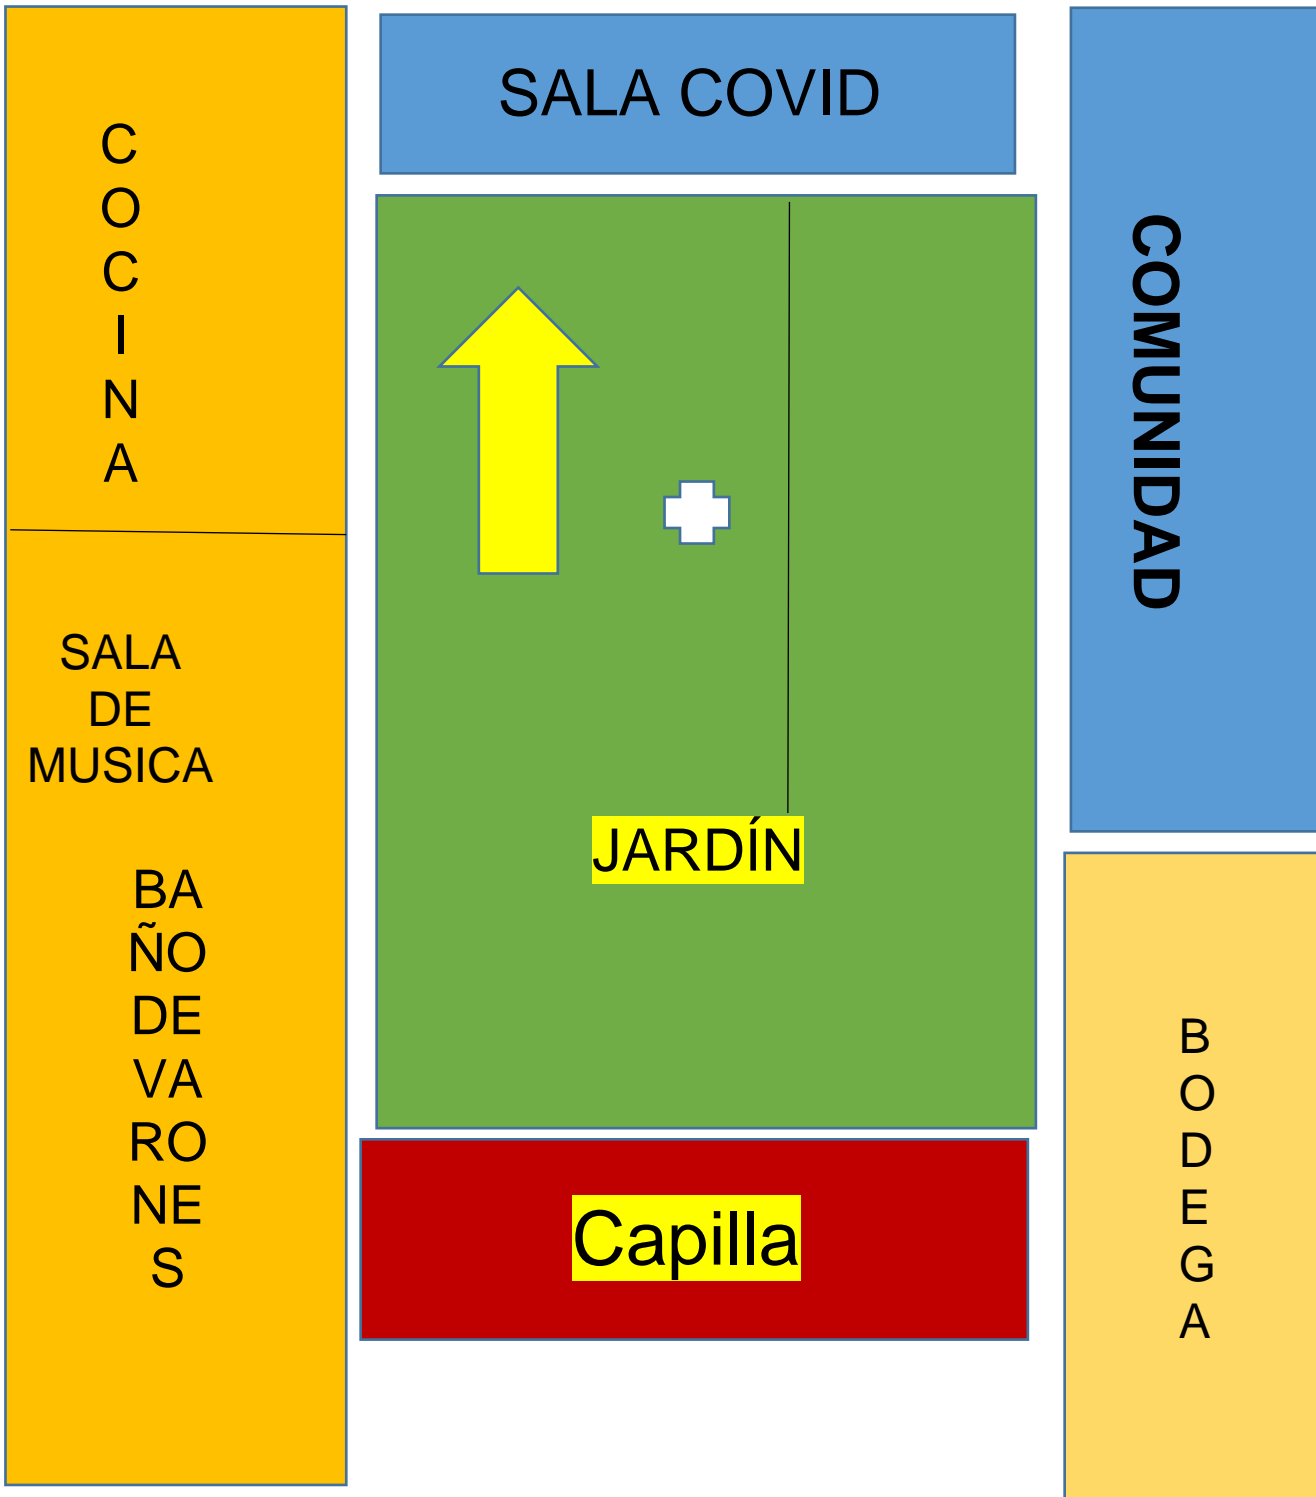 C
O
C
I
N
A
SALA
DE
MUSICA
BA
ÑO
DE
VA
RO
NE
S
SALA COVID
JARDÍN
Capilla
COMUNIDAD
B
O
D
E
G
A